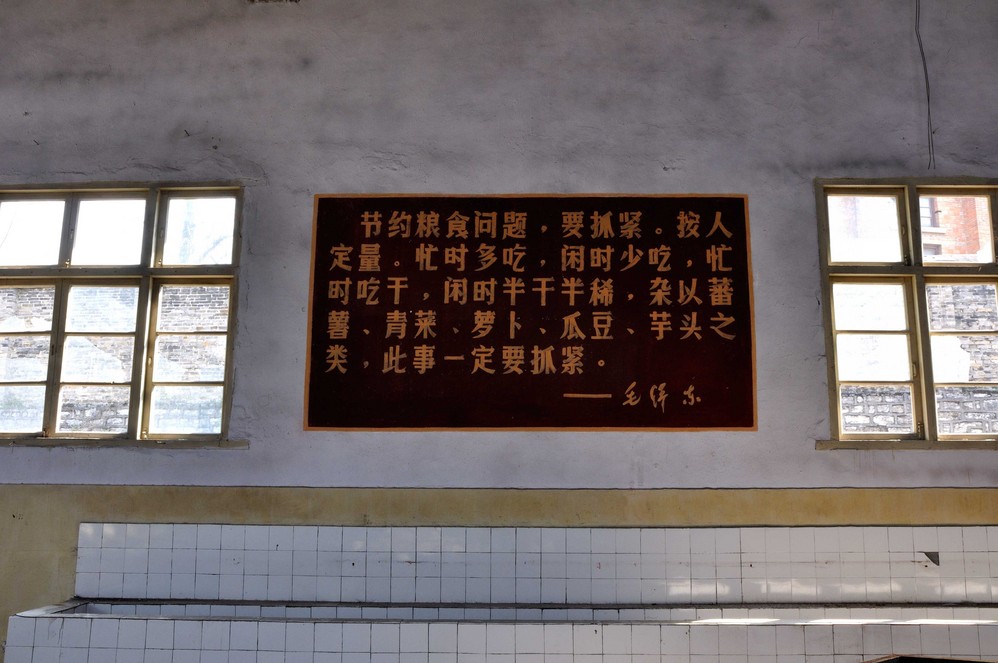 节约粮食问题，要抓紧。按人
定量。忙时多吃，闲时少吃，忙
时吃干，闲时半干半稀，杂以蕃
薯、青菜、萝卜、瓜豆、芋头之
类，此事一定要抓紧。
——毛泽东